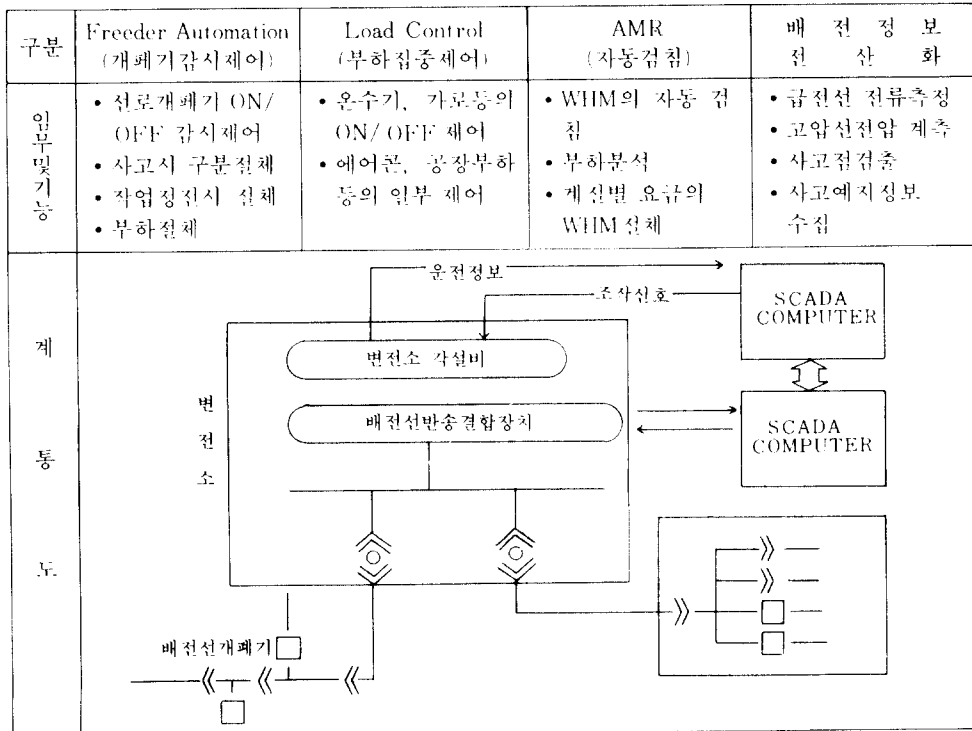 구분
Freeder Automation
(개폐기감시제어)
Load Control
(부하집중제어)
AMR
(자동검침)
배 전 정 보
전 산 화
임무및기능
• 선로개폐기 ON/
OFF 감시제어
• 사고시 구분절체
• 작업정전시 절체
• 부하절체
• 온수기, 가로등의
ON/OFF 제어
• 에어콘, 공장부하
등의 일부 제어
• WHM의 자동 검
침
• 부하분석
• 계절별 요금의
WHM절체
• 급전선 전류측정
• 고압선전압 계측
• 사고점검출
• 사고예지정보
수집
계 통 도
운전정보
조작신호
SCADA
COMPUTER
변전소 각설비
변 전 소
배전선반송결합장치
SCADA
COMPUTER
배전선개폐기